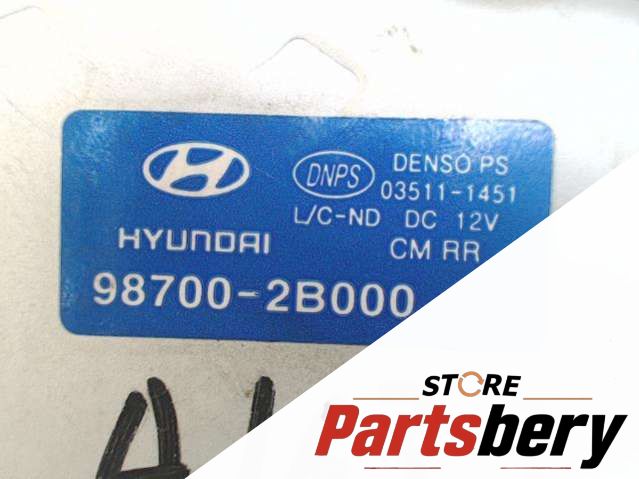 HYUNDAI
98700-2B000
DNPS
DENSO PS
03511-1451
L/C-ND DC 12V
CM RR
STORE
Partsbery